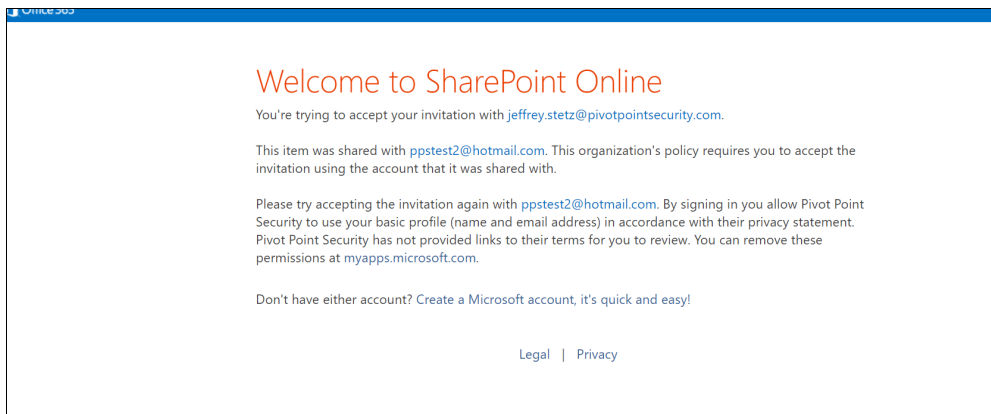 Office 365
Welcome to SharePoint Online
You're trying to accept your invitation with jeffrey.stetz@pivotpointsecurity.com.
This item was shared with ppstest2@hotmail.com. This organization's policy requires you to accept the
invitation using the account that it was shared with.
Please try accepting the invitation again with ppstest2@hotmail.com. By signing in you allow Pivot Point
Security to use your basic profile (name and email address) in accordance with their privacy statement.
Pivot Point Security has not provided links to their terms for you to review. You can remove these
permissions at myapps.microsoft.com.
Don't have either account? Create a Microsoft account, it's quick and easy!
Legal | Privacy